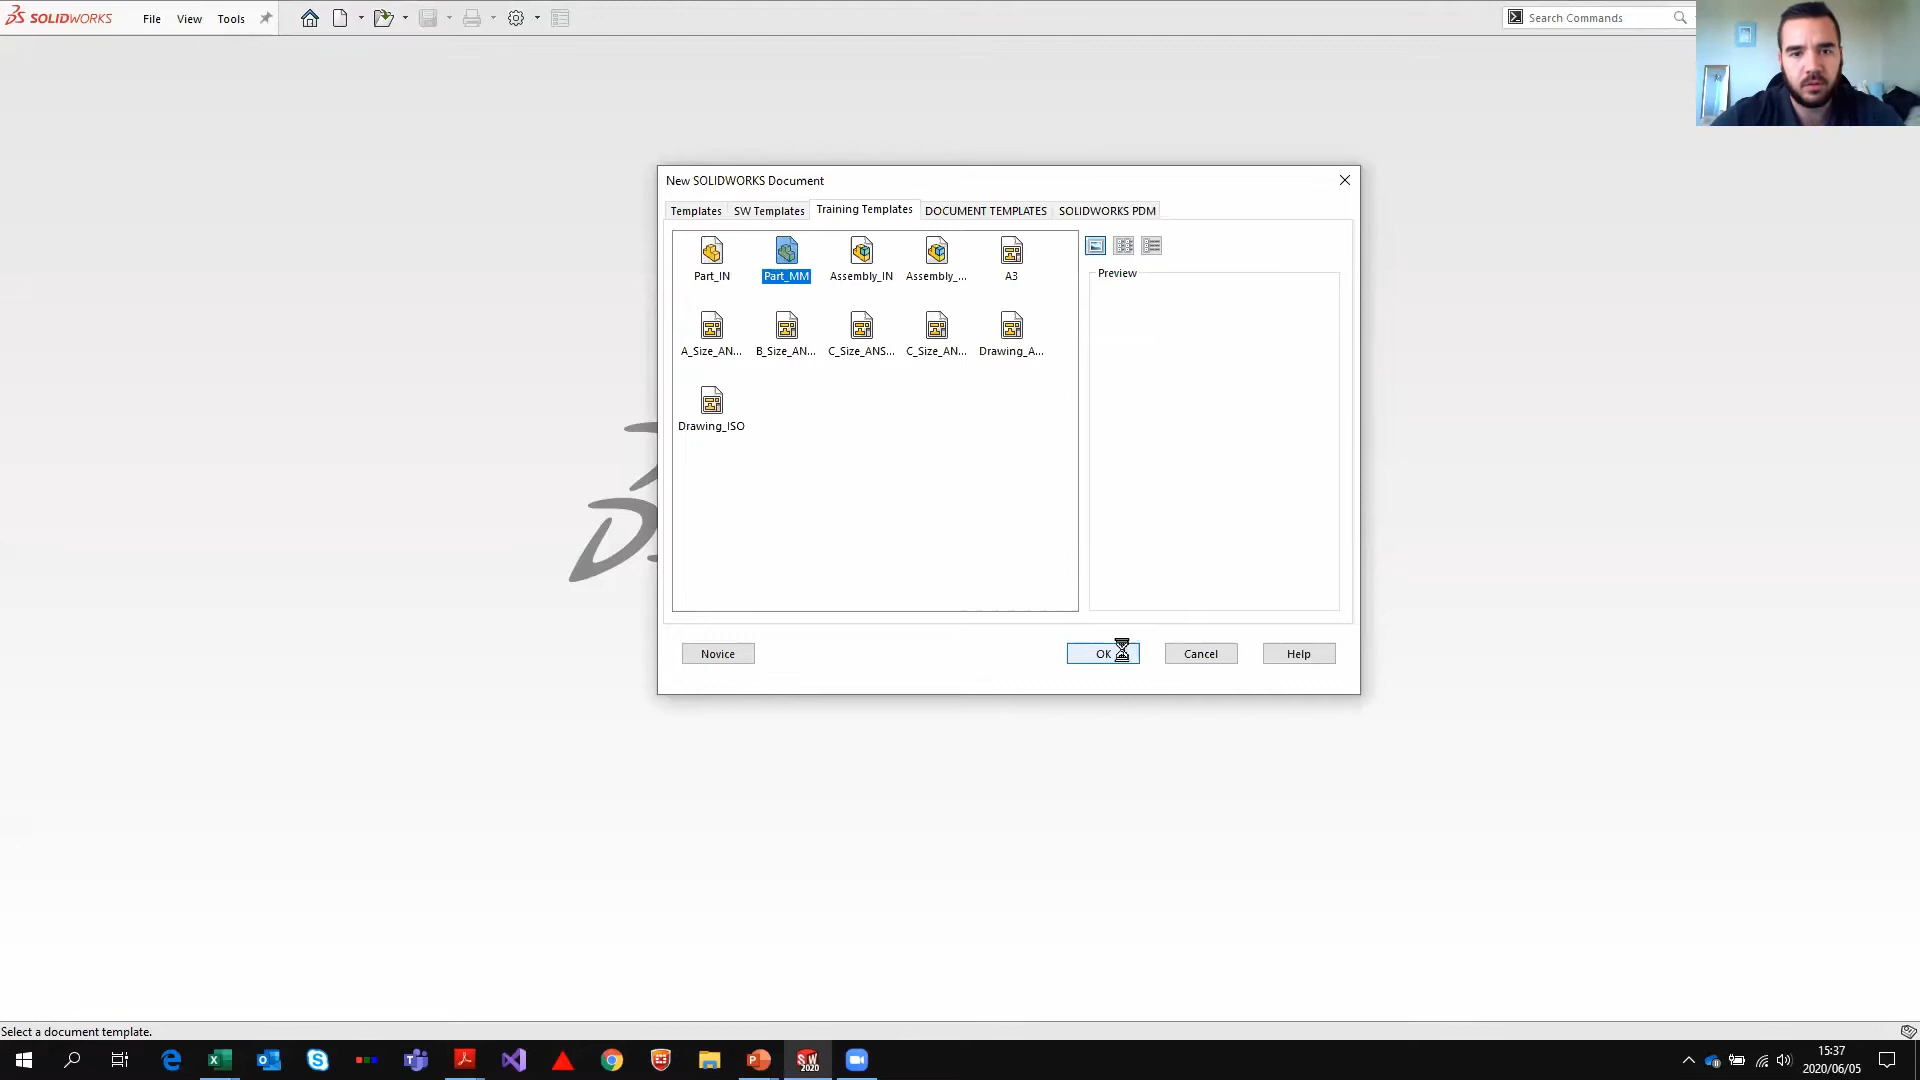 SOLIDWORKS File View Tools Search Commands
New SOLIDWORKS Document
Templates SW Templates Training Templates DOCUMENT TEMPLATES SOLIDWORKS PDM
Part_IN Part_MM Assembly_IN Assembly_... A3
Preview
A_Size_AN... B_Size_AN... C_Size_ANS... C_Size_AN... Drawing_A...
Drawing_ISO
Novice OK Cancel Help
Select a document template.
SW
2020
15:37
2020/06/05